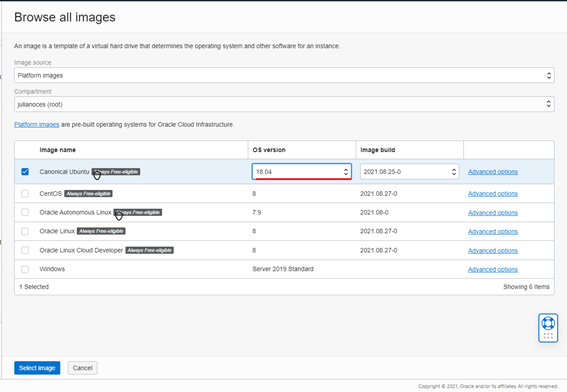 Browse all images
An image is a template of a virtual hard drive that determines the operating system and other software for an instance.
Image source
Platform images
Compartment
julianoces (root)
Platform images are pre-built operating systems for Oracle Cloud Infrastructure.
Image name OS version Image build
Canonical Ubuntu Always Free-eligible 18.04 2021.08.25-0 Advanced options
CentOS Always Free-eligible 8 2021.08.27-0 Advanced options
Oracle Autonomous Linux Always Free-eligible 7.9 2021.08-0 Advanced options
Oracle Linux Always Free-eligible 8 2021.08.27-0 Advanced options
Oracle Linux Cloud Developer Always Free-eligible 8 2021.08.27-0 Advanced options
Windows Server 2019 Standard Advanced options
1 Selected Showing 6 Items
Select image Cancel
Copyright © 2021, Oracle and/or its affiliates. All rights reserved.